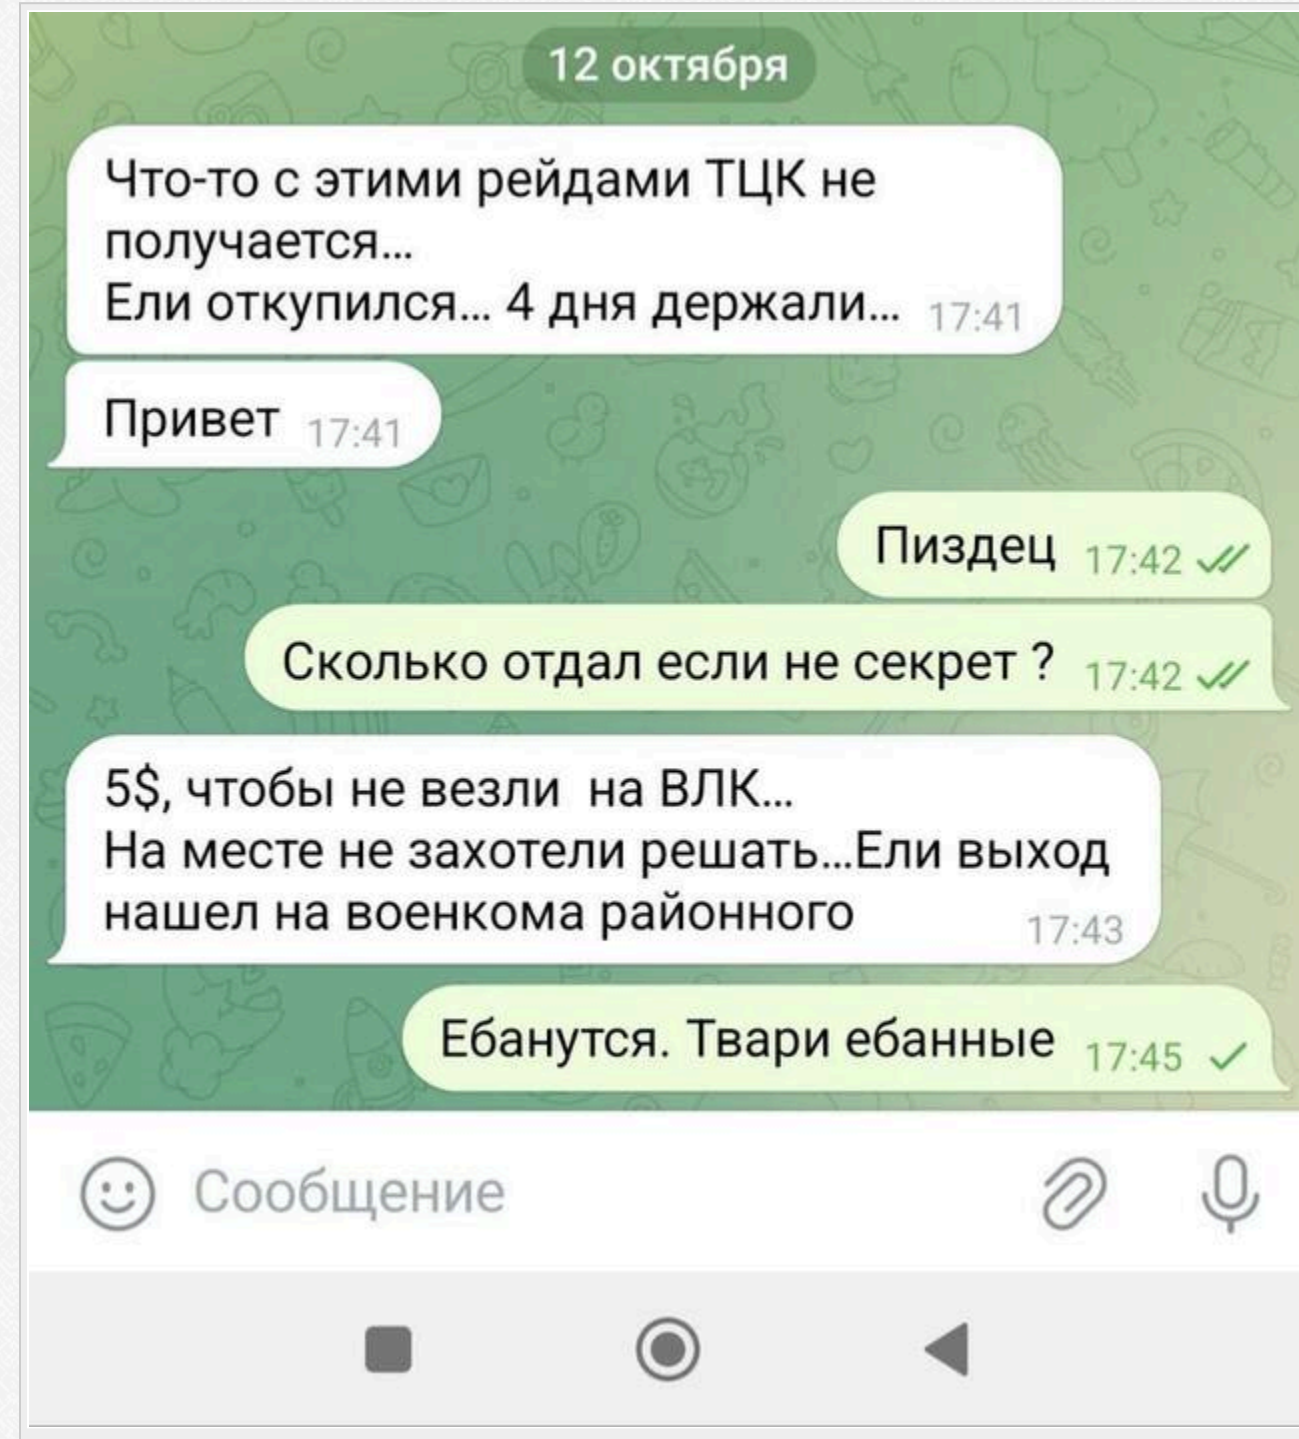 12 октября
Что-то с этими рейдами ТЦК не
получается...
Ели откупился... 4 дня держали... 17:41
Привет 17:41
Пиздец 17:42
Сколько отдал если не секрет ? 17:42
5$, чтобы не везли  на ВЛК...
На месте не захотели решать...Ели выход
нашел на военкома районного 17:43
Ебанутся. Твари ебанные 17:45
Сообщение